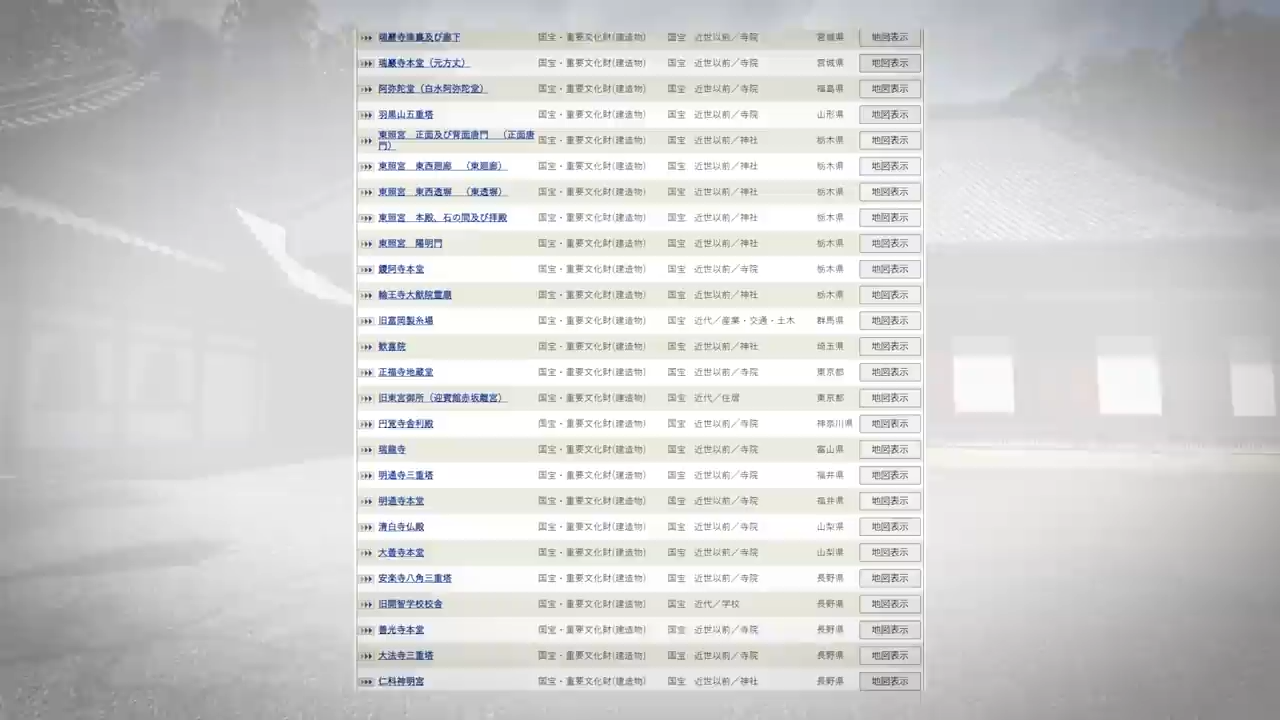 瑞巖寺庫裏及び廊下 国宝・重要文化財(建造物) 国宝 近世以前／寺院 宮城県 地図表示
瑞巖寺本堂（元方丈） 国宝・重要文化財(建造物) 国宝 近世以前／寺院 宮城県 地図表示
阿弥陀堂（白水阿弥陀堂） 国宝・重要文化財(建造物) 国宝 近世以前／寺院 福島県 地図表示
羽黒山五重塔 国宝・重要文化財(建造物) 国宝 近世以前／寺院 山形県 地図表示
東照宮　正面及び背面唐門　（正面唐
門） 国宝・重要文化財(建造物) 国宝 近世以前／神社 栃木県 地図表示
東照宮　東西廻廊　（東廻廊） 国宝・重要文化財(建造物) 国宝 近世以前／神社 栃木県 地図表示
東照宮　東西透塀　（東透塀） 国宝・重要文化財(建造物) 国宝 近世以前／神社 栃木県 地図表示
東照宮　本殿、石の間及び拝殿 国宝・重要文化財(建造物) 国宝 近世以前／神社 栃木県 地図表示
東照宮　陽明門 国宝・重要文化財(建造物) 国宝 近世以前／神社 栃木県 地図表示
鑁阿寺本堂 国宝・重要文化財(建造物) 国宝 近世以前／寺院 栃木県 地図表示
輪王寺大猷院霊廟 国宝・重要文化財(建造物) 国宝 近世以前／神社 栃木県 地図表示
旧富岡製糸場 国宝・重要文化財(建造物) 国宝 近代／産業・交通・土木 群馬県 地図表示
歓喜院 国宝・重要文化財(建造物) 国宝 近世以前／神社 埼玉県 地図表示
正福寺地蔵堂 国宝・重要文化財(建造物) 国宝 近世以前／寺院 東京都 地図表示
旧東宮御所（迎賓館赤坂離宮） 国宝・重要文化財(建造物) 国宝 近代／住居 東京都 地図表示
円覚寺舎利殿 国宝・重要文化財(建造物) 国宝 近世以前／寺院 神奈川県 地図表示
瑞龍寺 国宝・重要文化財(建造物) 国宝 近世以前／寺院 富山県 地図表示
明通寺三重塔 国宝・重要文化財(建造物) 国宝 近世以前／寺院 福井県 地図表示
明通寺本堂 国宝・重要文化財(建造物) 国宝 近世以前／寺院 福井県 地図表示
清白寺仏殿 国宝・重要文化財(建造物) 国宝 近世以前／寺院 山梨県 地図表示
大善寺本堂 国宝・重要文化財(建造物) 国宝 近世以前／寺院 山梨県 地図表示
安楽寺八角三重塔 国宝・重要文化財(建造物) 国宝 近世以前／寺院 長野県 地図表示
旧開智学校校舎 国宝・重要文化財(建造物) 国宝 近代／学校 長野県 地図表示
善光寺本堂 国宝・重要文化財(建造物) 国宝 近世以前／寺院 長野県 地図表示
大法寺三重塔 国宝・重要文化財(建造物) 国宝 近世以前／寺院 長野県 地図表示
仁科神明宮 国宝・重要文化財(建造物) 国宝 近世以前／神社 長野県 地図表示